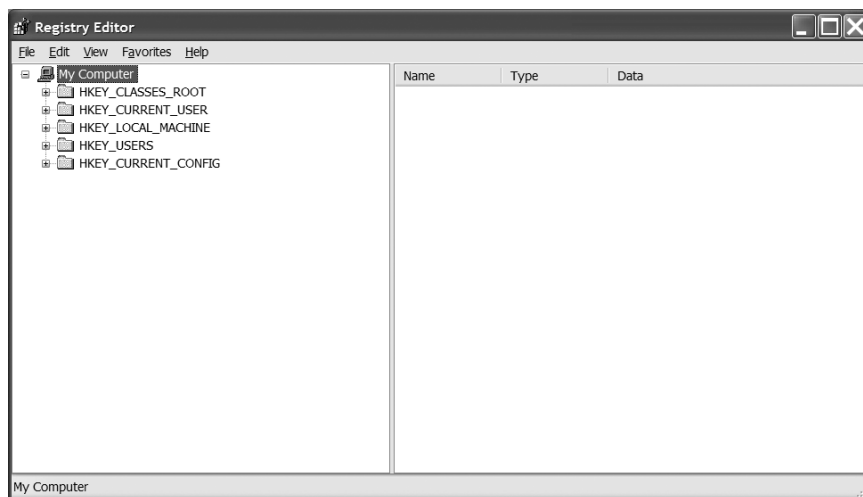 Registry Editor
File Edit View Favorites Help
My Computer
HKEY_CLASSES_ROOT
HKEY_CURRENT_USER
HKEY_LOCAL_MACHINE
HKEY_USERS
HKEY_CURRENT_CONFIG
Name Type Data
My Computer